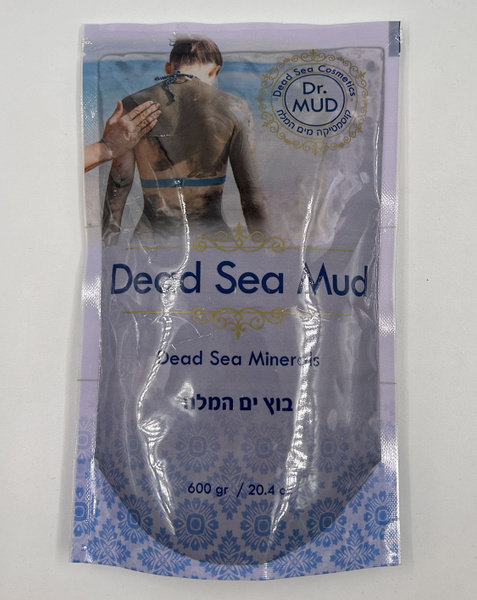 Dead Sea Cosmetics
Dr.
MUD
קוסמטיקה מים המלח
Dead Sea Mud
Dead Sea Minerals
בוץ ים המלח
600 gr / 20.4